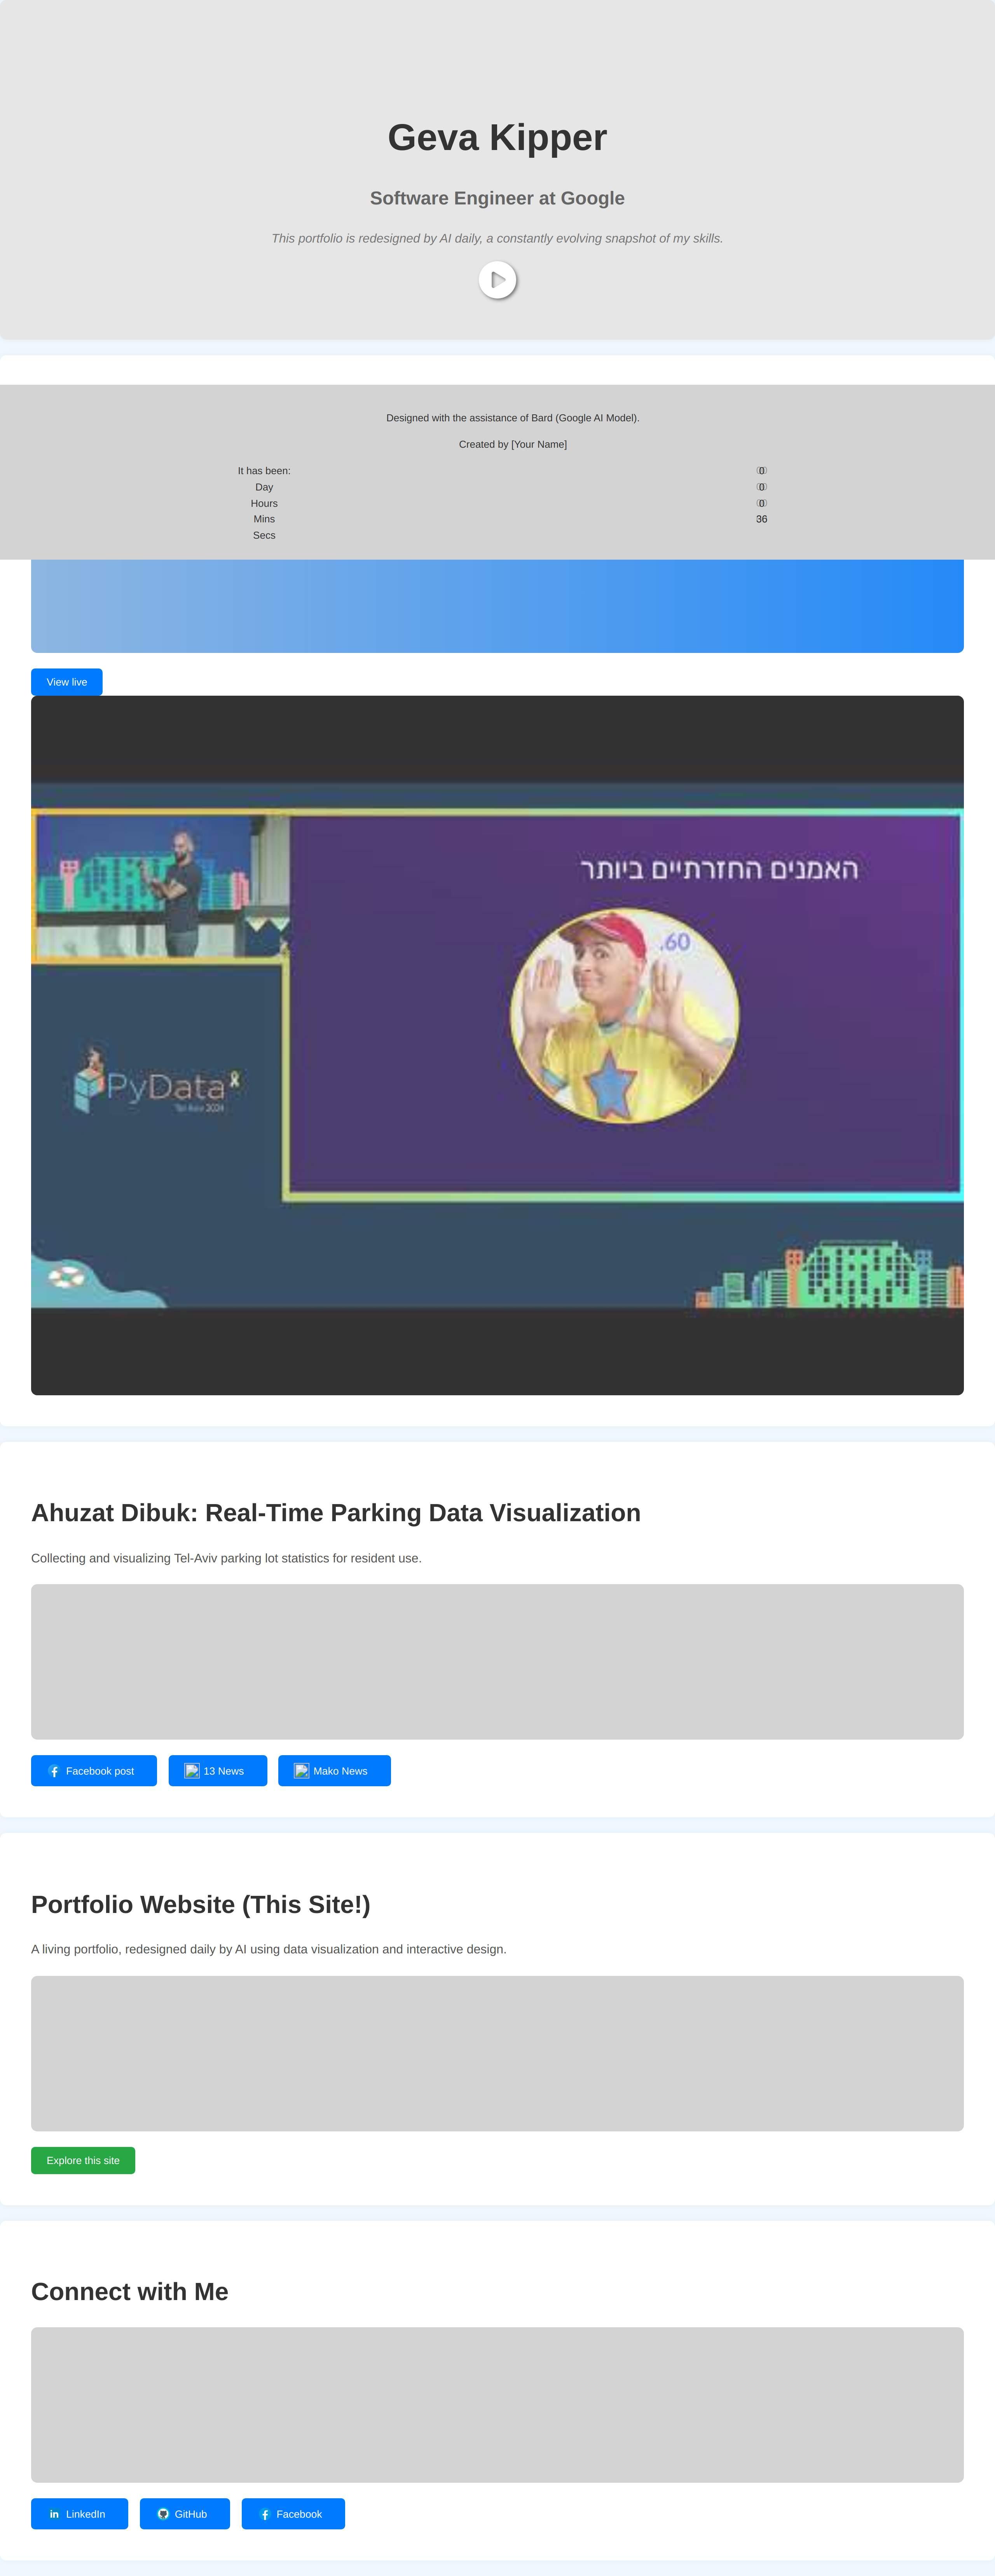 Geva Kipper
Software Engineer at Google
This portfolio is redesigned by AI daily, a constantly evolving snapshot of my skills.
Designed with the assistance of Bard (Google AI Model).
Created by [Your Name]
It has been:
Day
Hours
Mins
Secs
0
0
0
36
View live
האמנים החזרתיים ביותר
.60
PyData
Tel Aviv 2024
Ahuzat Dibuk: Real-Time Parking Data Visualization
Collecting and visualizing Tel-Aviv parking lot statistics for resident use.
Facebook post
13 News
Mako News
Portfolio Website (This Site!)
A living portfolio, redesigned daily by AI using data visualization and interactive design.
Explore this site
Connect with Me
in LinkedIn
GitHub
Facebook